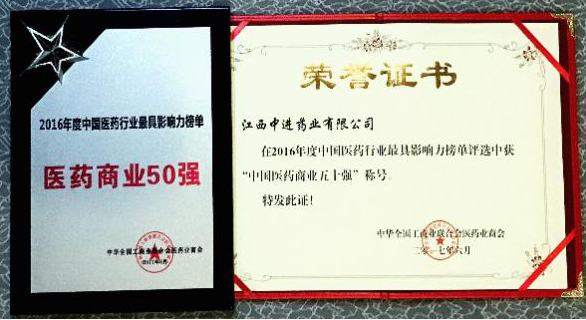 2016年度中国医药行业最具影响力榜单
医药商业50强
中华全国工商业联合会医药业商会
荣誉证书
江西中进药业有限公司
在2016年度中国医药行业最具影响力榜单评选中获
“中国医药商业五十强”称号。
特发此证！
中华全国工商业联合会医药业商会
二〇一七年六月